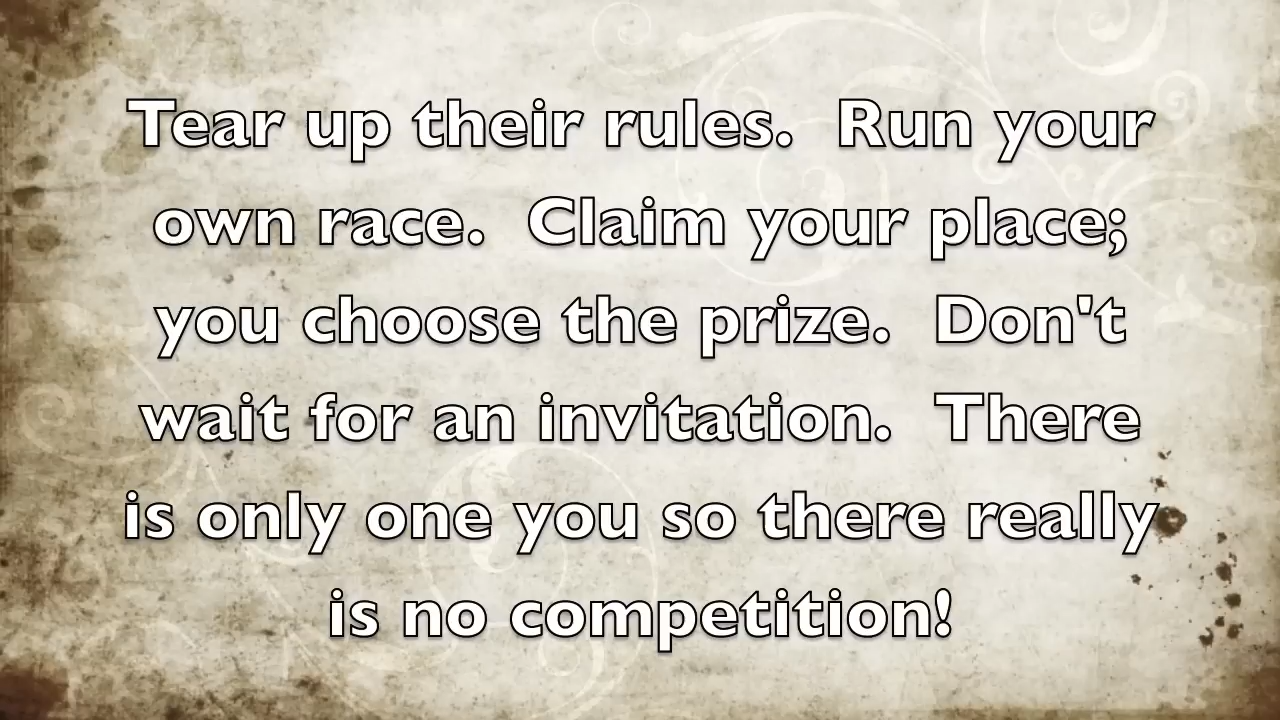 Tear up their rules.  Run your
own race.  Claim your place;
you choose the prize.  Don't
wait for an invitation.  There
is only one you so there really
is no competition!